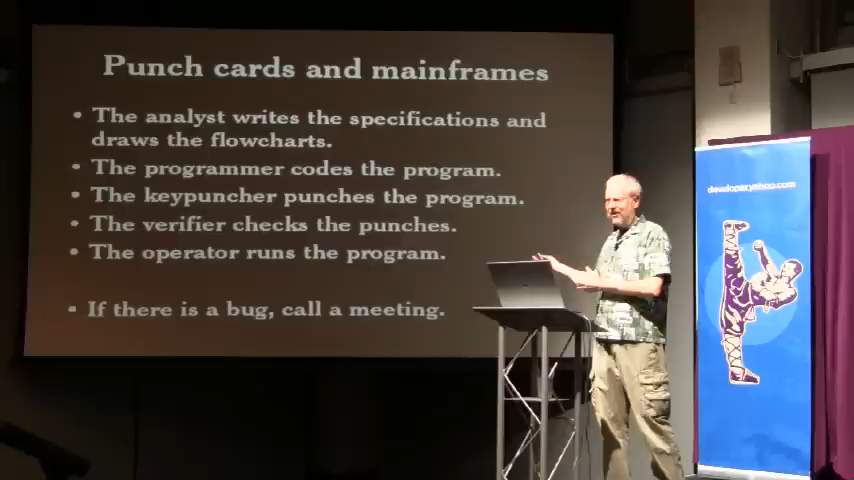 Punch cards and mainframes
• The analyst writes the specifications and
draws the flowcharts.
• The programmer codes the program.
• The keypuncher punches the program.
• The verifier checks the punches.
• The operator runs the program.
• If there is a bug, call a meeting.
developer.yahoo.com